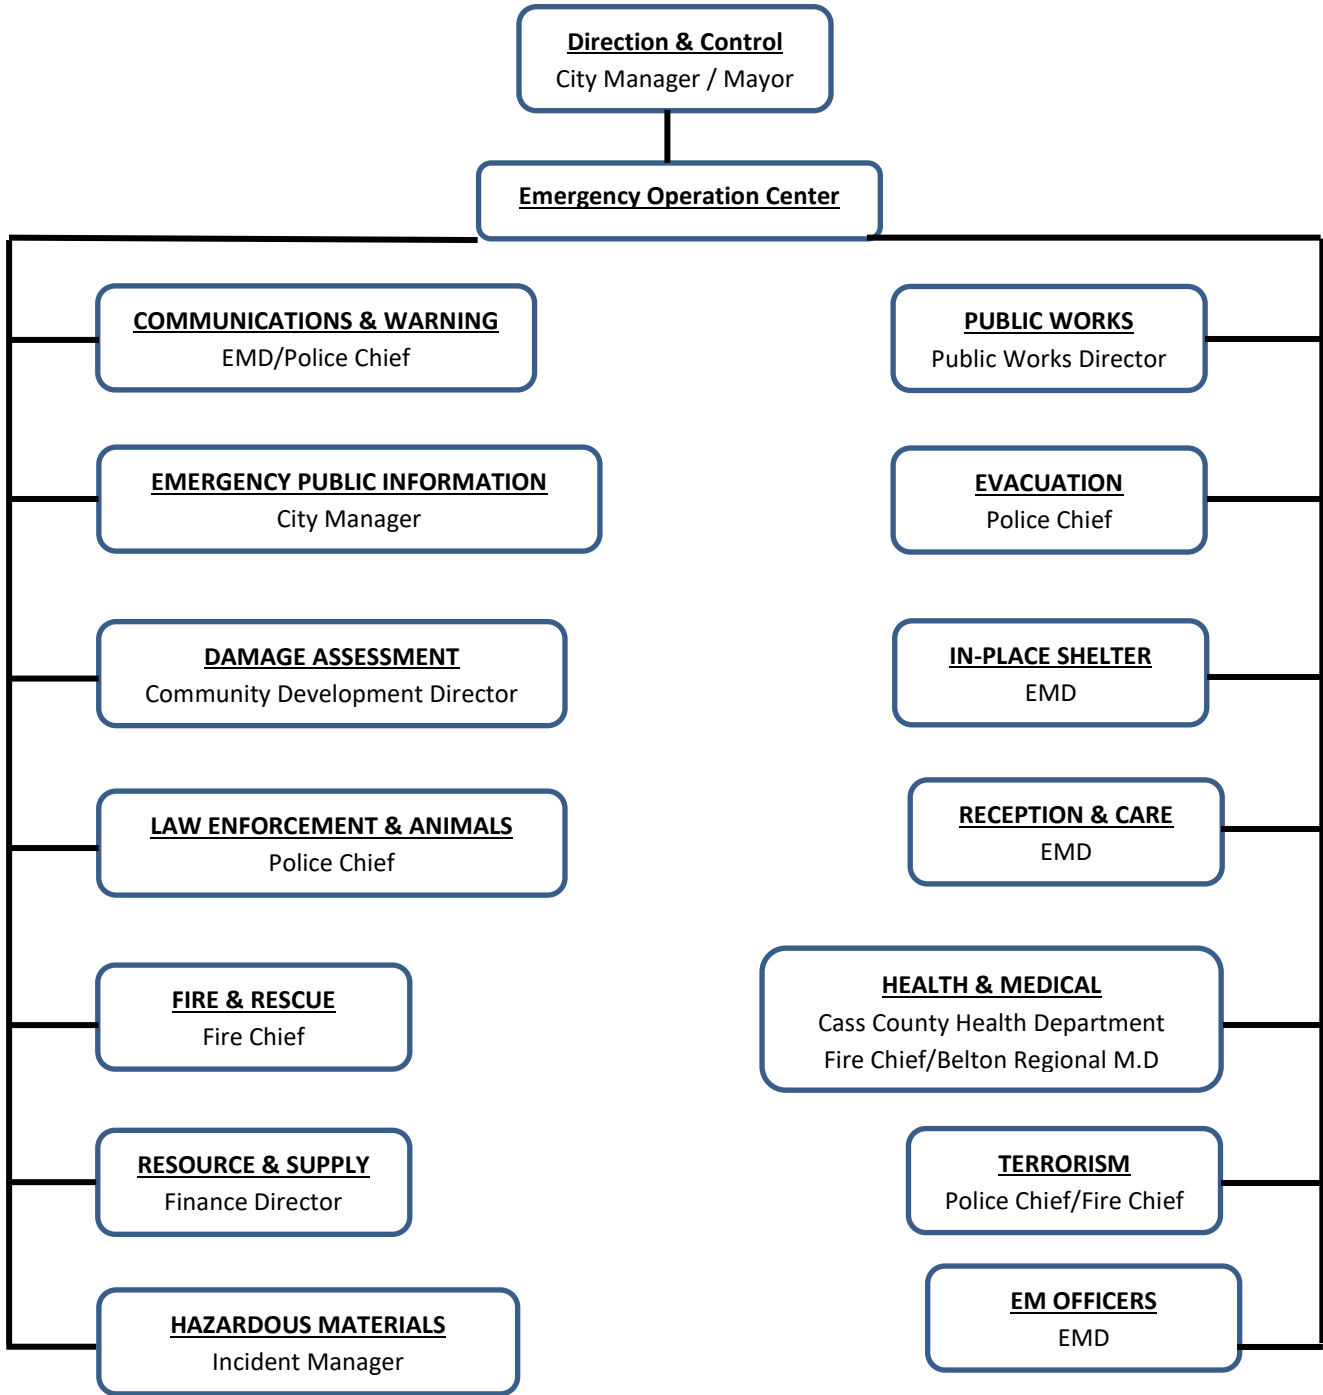 Direction & Control
City Manager / Mayor
Emergency Operation Center
COMMUNICATIONS & WARNING
EMD/Police Chief
EMERGENCY PUBLIC INFORMATION
City Manager
DAMAGE ASSESSMENT
Community Development Director
LAW ENFORCEMENT & ANIMALS
Police Chief
FIRE & RESCUE
Fire Chief
RESOURCE & SUPPLY
Finance Director
HAZARDOUS MATERIALS
Incident Manager
PUBLIC WORKS
Public Works Director
EVACUATION
Police Chief
IN-PLACE SHELTER
EMD
RECEPTION & CARE
EMD
HEALTH & MEDICAL
Cass County Health Department
Fire Chief/Belton Regional M.D
TERRORISM
Police Chief/Fire Chief
EM OFFICERS
EMD